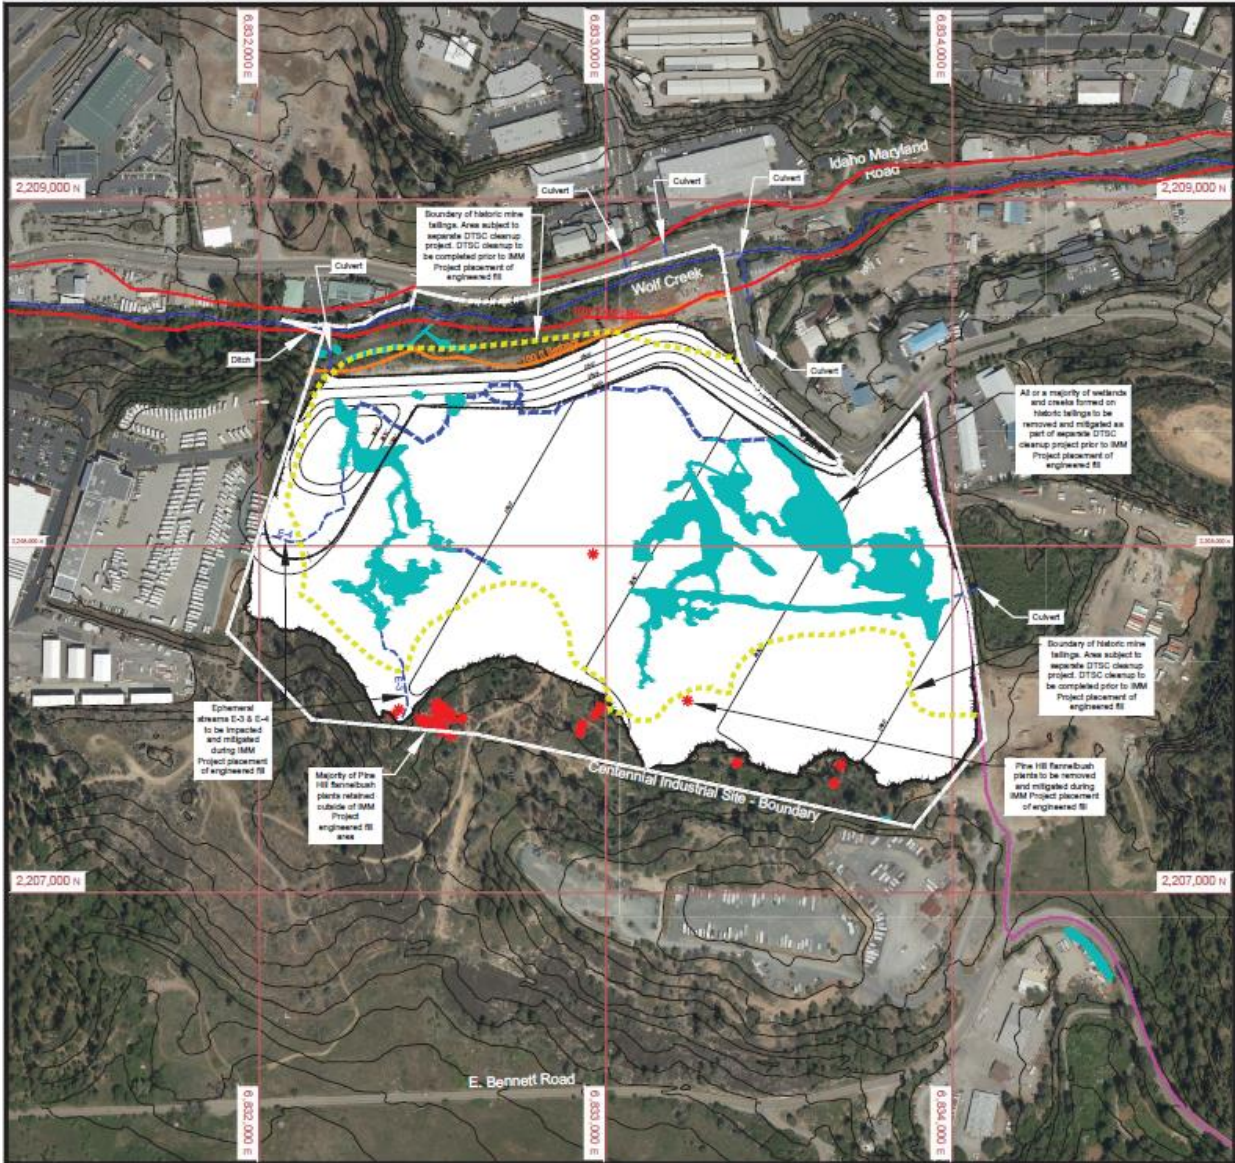 6,832,000 E
6,833,000 E
6,834,000 E
Idaho Maryland
Road
2,209,000 N
2,209,000 N
Culvert
Culvert
Culvert
Boundary of historic mine
tailings. Area subject to
separate DTSC cleanup
project. DTSC cleanup to
be completed prior to IMM
Project placement of
engineered fill
Culvert
Wolf Creek
Ditch
Culvert
All or a majority of wetlands
and creeks formed on
historic tailings to be
removed and mitigated as
part of separate DTSC
cleanup project prior to IMM
Project placement of
engineered fill
2,208,000 N
2,208,000 N
E-4
Culvert
Boundary of historic mine
tailings. Area subject to
separate DTSC cleanup
project. DTSC cleanup to
be completed prior to IMM
Project placement of
engineered fill
E-3
Ephemeral
streams E-3 & E-4
to be impacted
and mitigated
during IMM
Project placement
of engineered fill
Majority of Pine
Hill flannelbush
plants retained
outside of IMM
Project
engineered fill
area
Centennial Industrial Site - Boundary
Pine Hill flannelbush
plants to be removed
and mitigated during
IMM Project placement
of engineered fill
2,207,000 N
2,207,000 N
E. Bennett Road
6,832,000 E
6,833,000 E
6,834,000 E